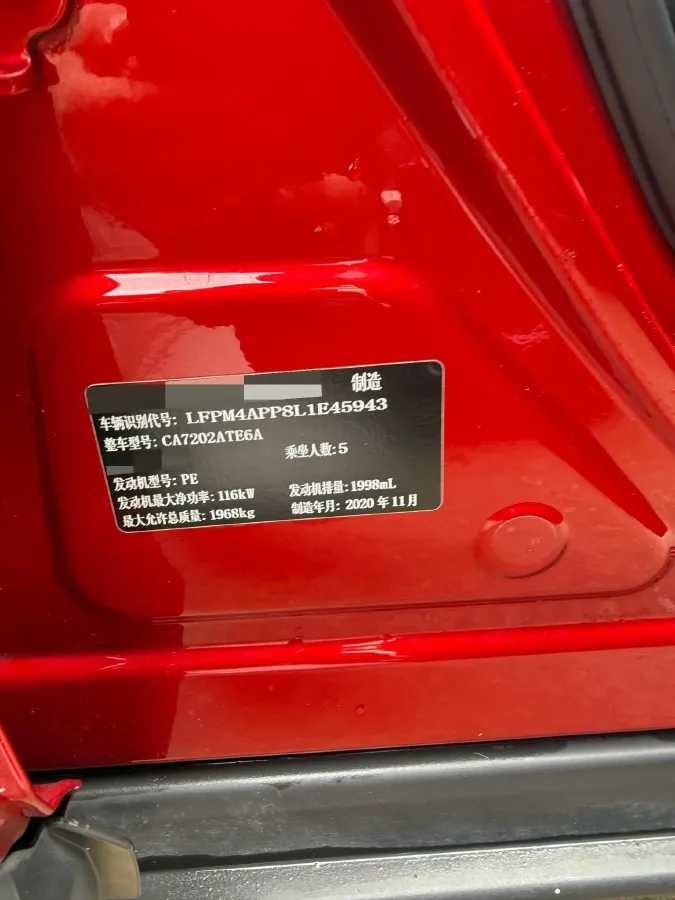 制造
车辆识别代号: LFPM4APP8L1E45943
整车型号: CA7202ATE6A
乘坐人数: 5
发动机型号: PE
发动机最大净功率: 116kW 发动机排量: 1998mL
最大允许总质量: 1968kg 制造年月: 2020 年 11 月